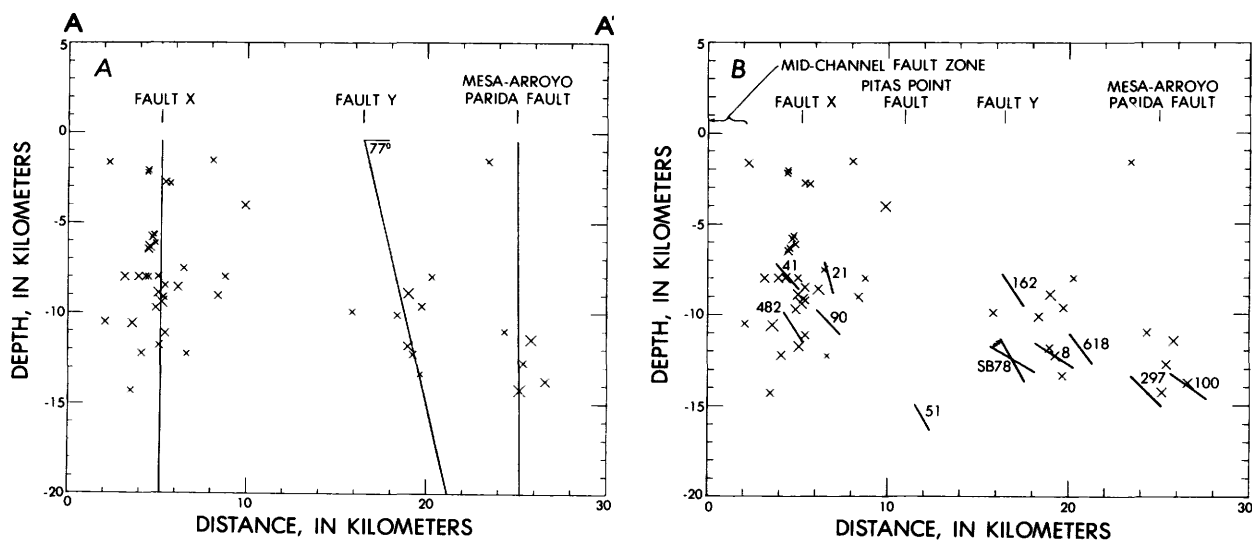 A
A'
A
FAULT X
FAULT Y
MESA-ARROYO
PARIDA FAULT
77°
5
0
-5
-10
-15
-20
0
10
20
30
DEPTH, IN KILOMETERS
DISTANCE, IN KILOMETERS
B
MID-CHANNEL FAULT ZONE
PITAS POINT
FAULT X
FAULT
FAULT Y
MESA-ARROYO
PARIDA FAULT
41
21
482
90
162
SB78
8
618
51
297
100
5
0
-5
-10
-15
-20
0
10
20
30
DEPTH, IN KILOMETERS
DISTANCE, IN KILOMETERS